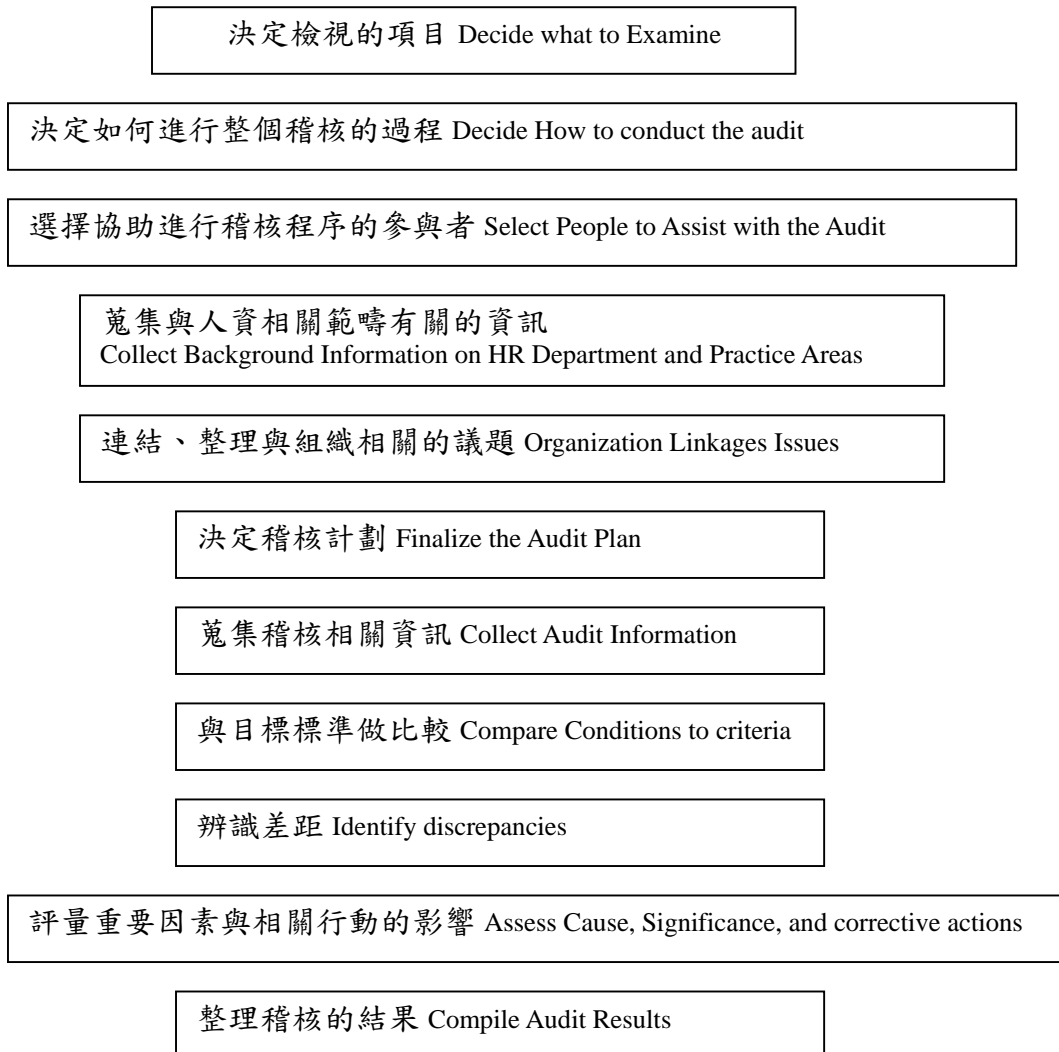 決定檢視的項目 Decide what to Examine
決定如何進行整個稽核的過程 Decide How to conduct the audit
選擇協助進行稽核程序的參與者 Select People to Assist with the Audit
蒐集與人資相關範疇有關的資訊
Collect Background Information on HR Department and Practice Areas
連結、整理與組織相關的議題 Organization Linkages Issues
決定稽核計劃 Finalize the Audit Plan
蒐集稽核相關資訊 Collect Audit Information
與目標標準做比較 Compare Conditions to criteria
辨識差距 Identify discrepancies
評量重要因素與相關行動的影響 Assess Cause, Significance, and corrective actions
整理稽核的結果 Compile Audit Results